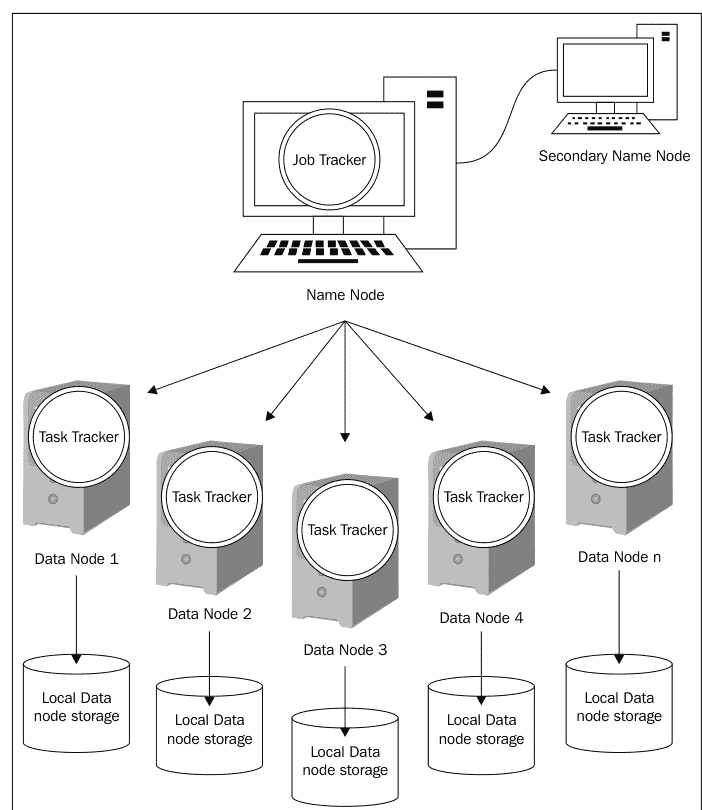 Job Tracker
Secondary Name Node
Name Node
Task Tracker
Task Tracker
Task Tracker
Task Tracker
Task Tracker
Data Node 1
Data Node 2
Data Node 3
Data Node 4
Data Node n
Local Data
node storage
Local Data
node storage
Local Data
node storage
Local Data
node storage
Local Data
node storage